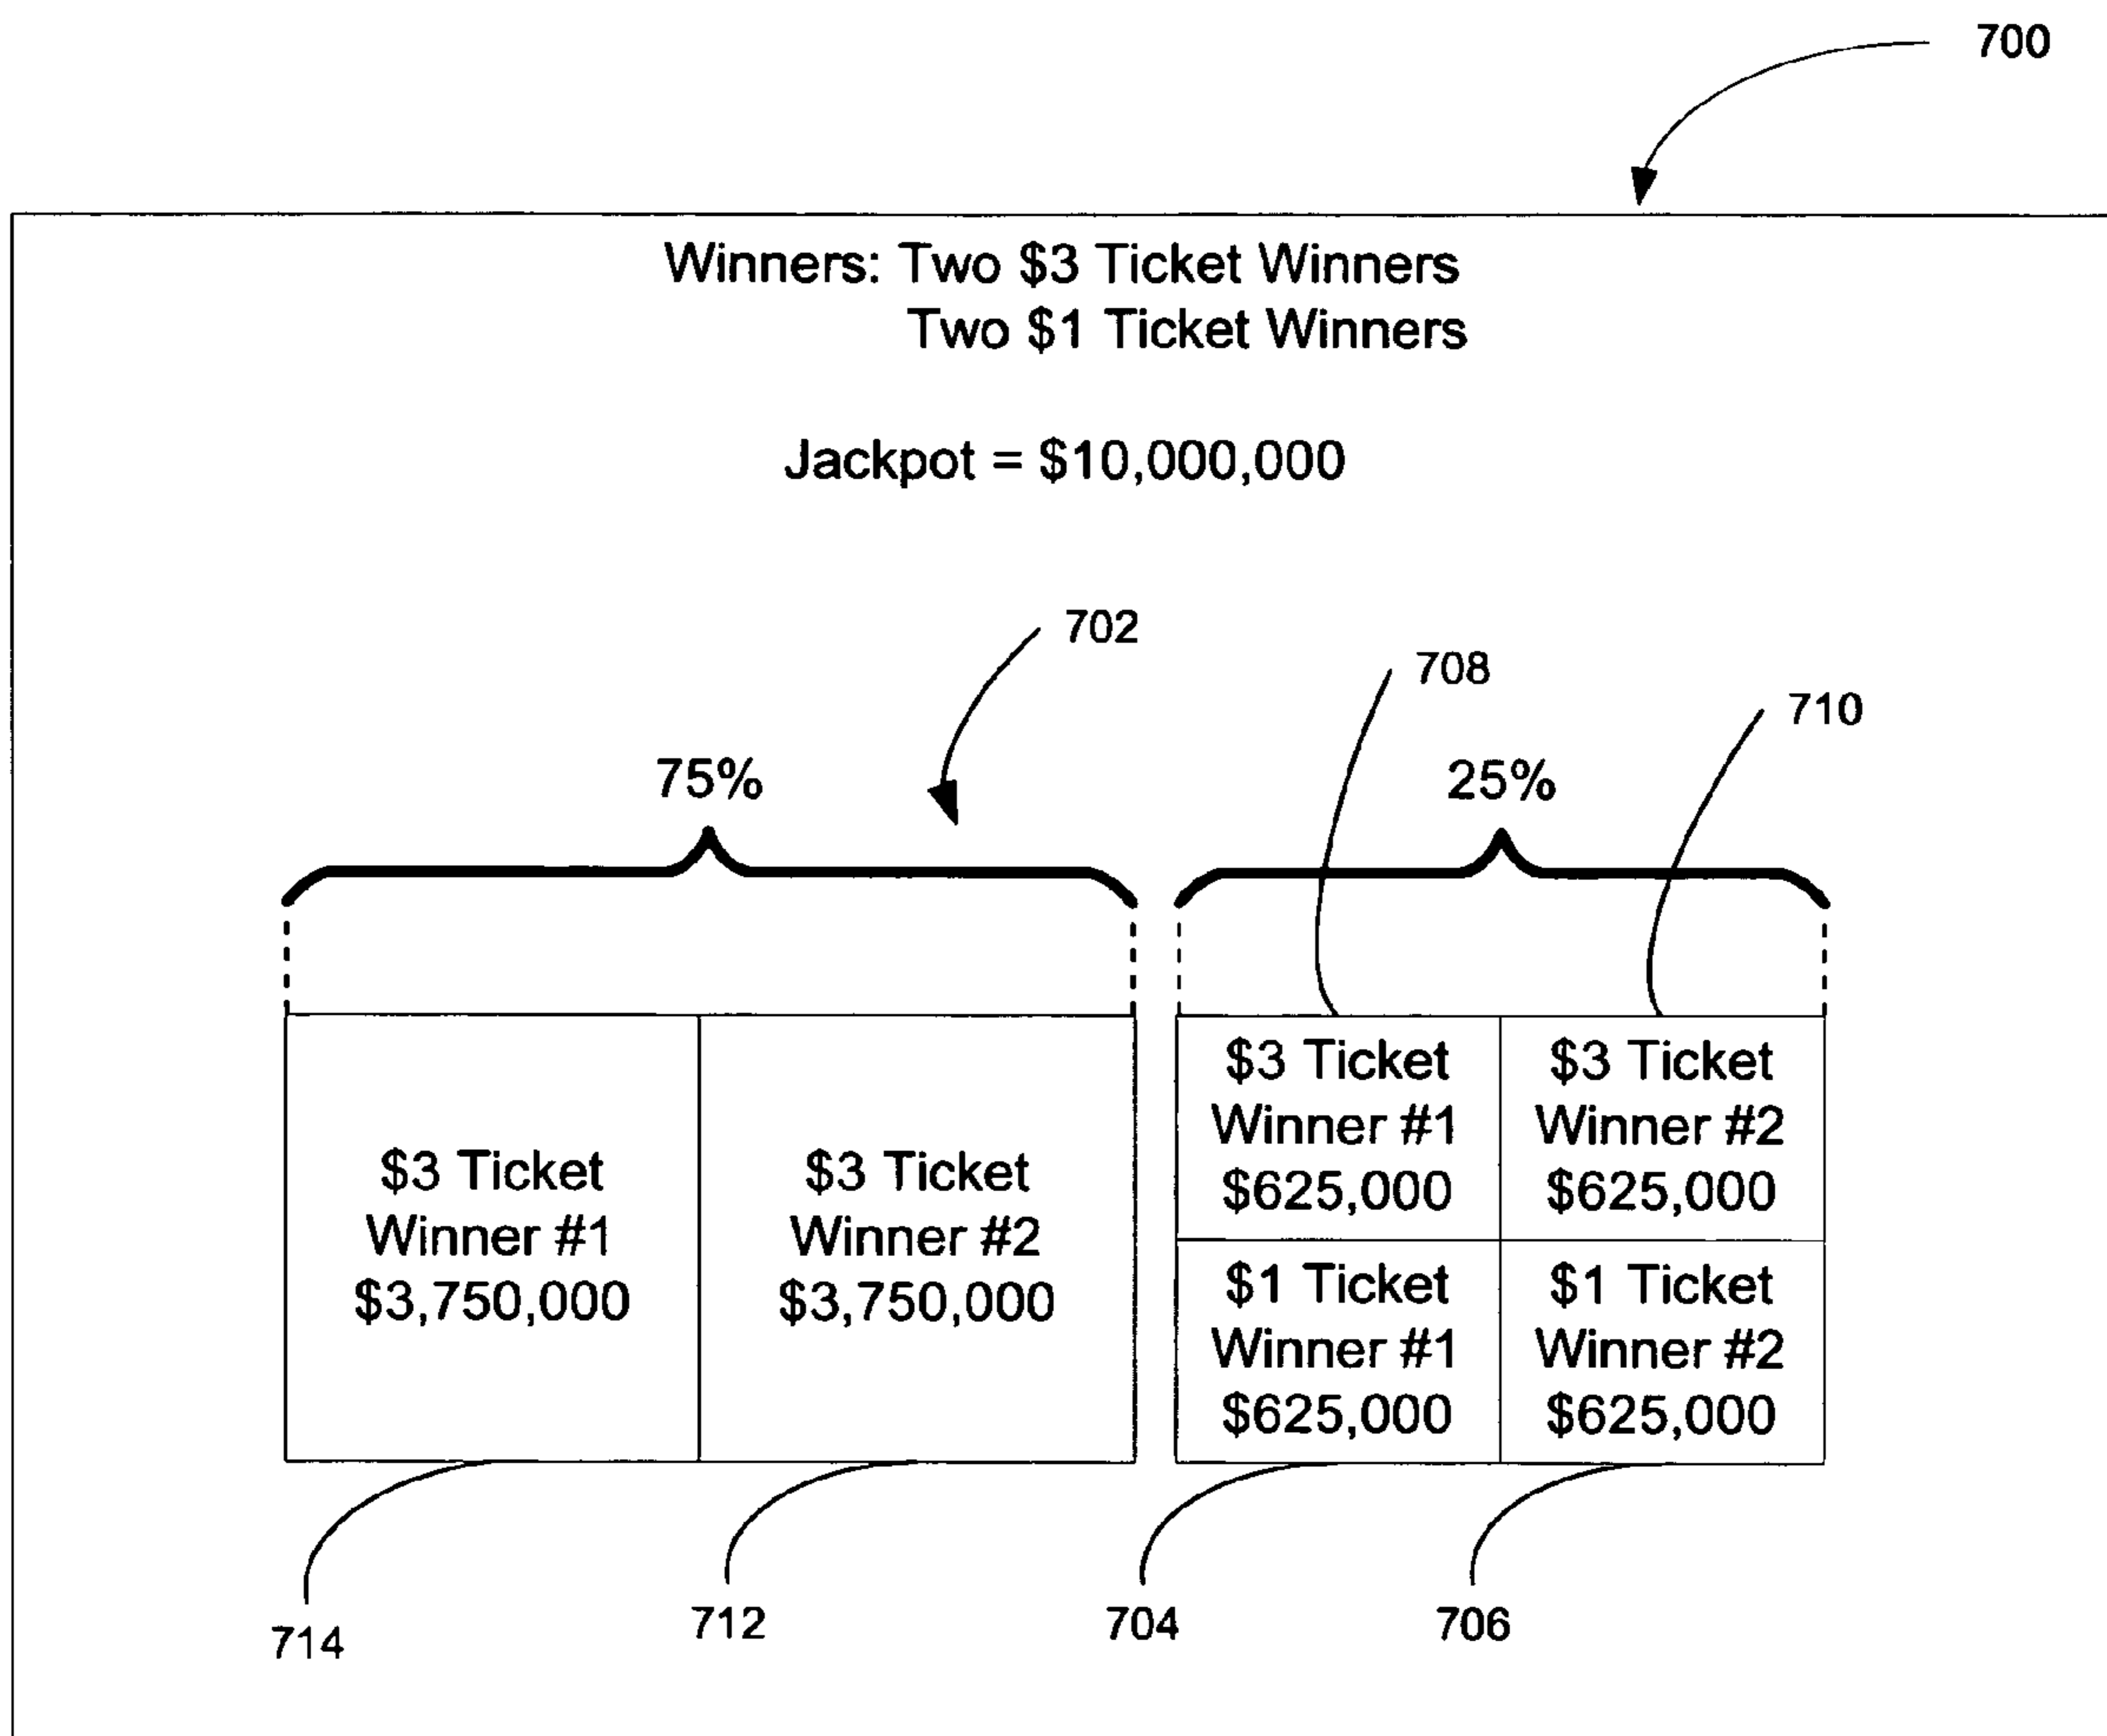 700
Winners: Two $3 Ticket Winners
Two $1 Ticket Winners
Jackpot = $10,000,000
702
708
710
75%
25%
$3 Ticket
Winner #1
$3,750,000
$3 Ticket
Winner #2
$3,750,000
$3 Ticket
Winner #1
$625,000
$3 Ticket
Winner #2
$625,000
$1 Ticket
Winner #1
$625,000
$1 Ticket
Winner #2
$625,000
714
712
704
706